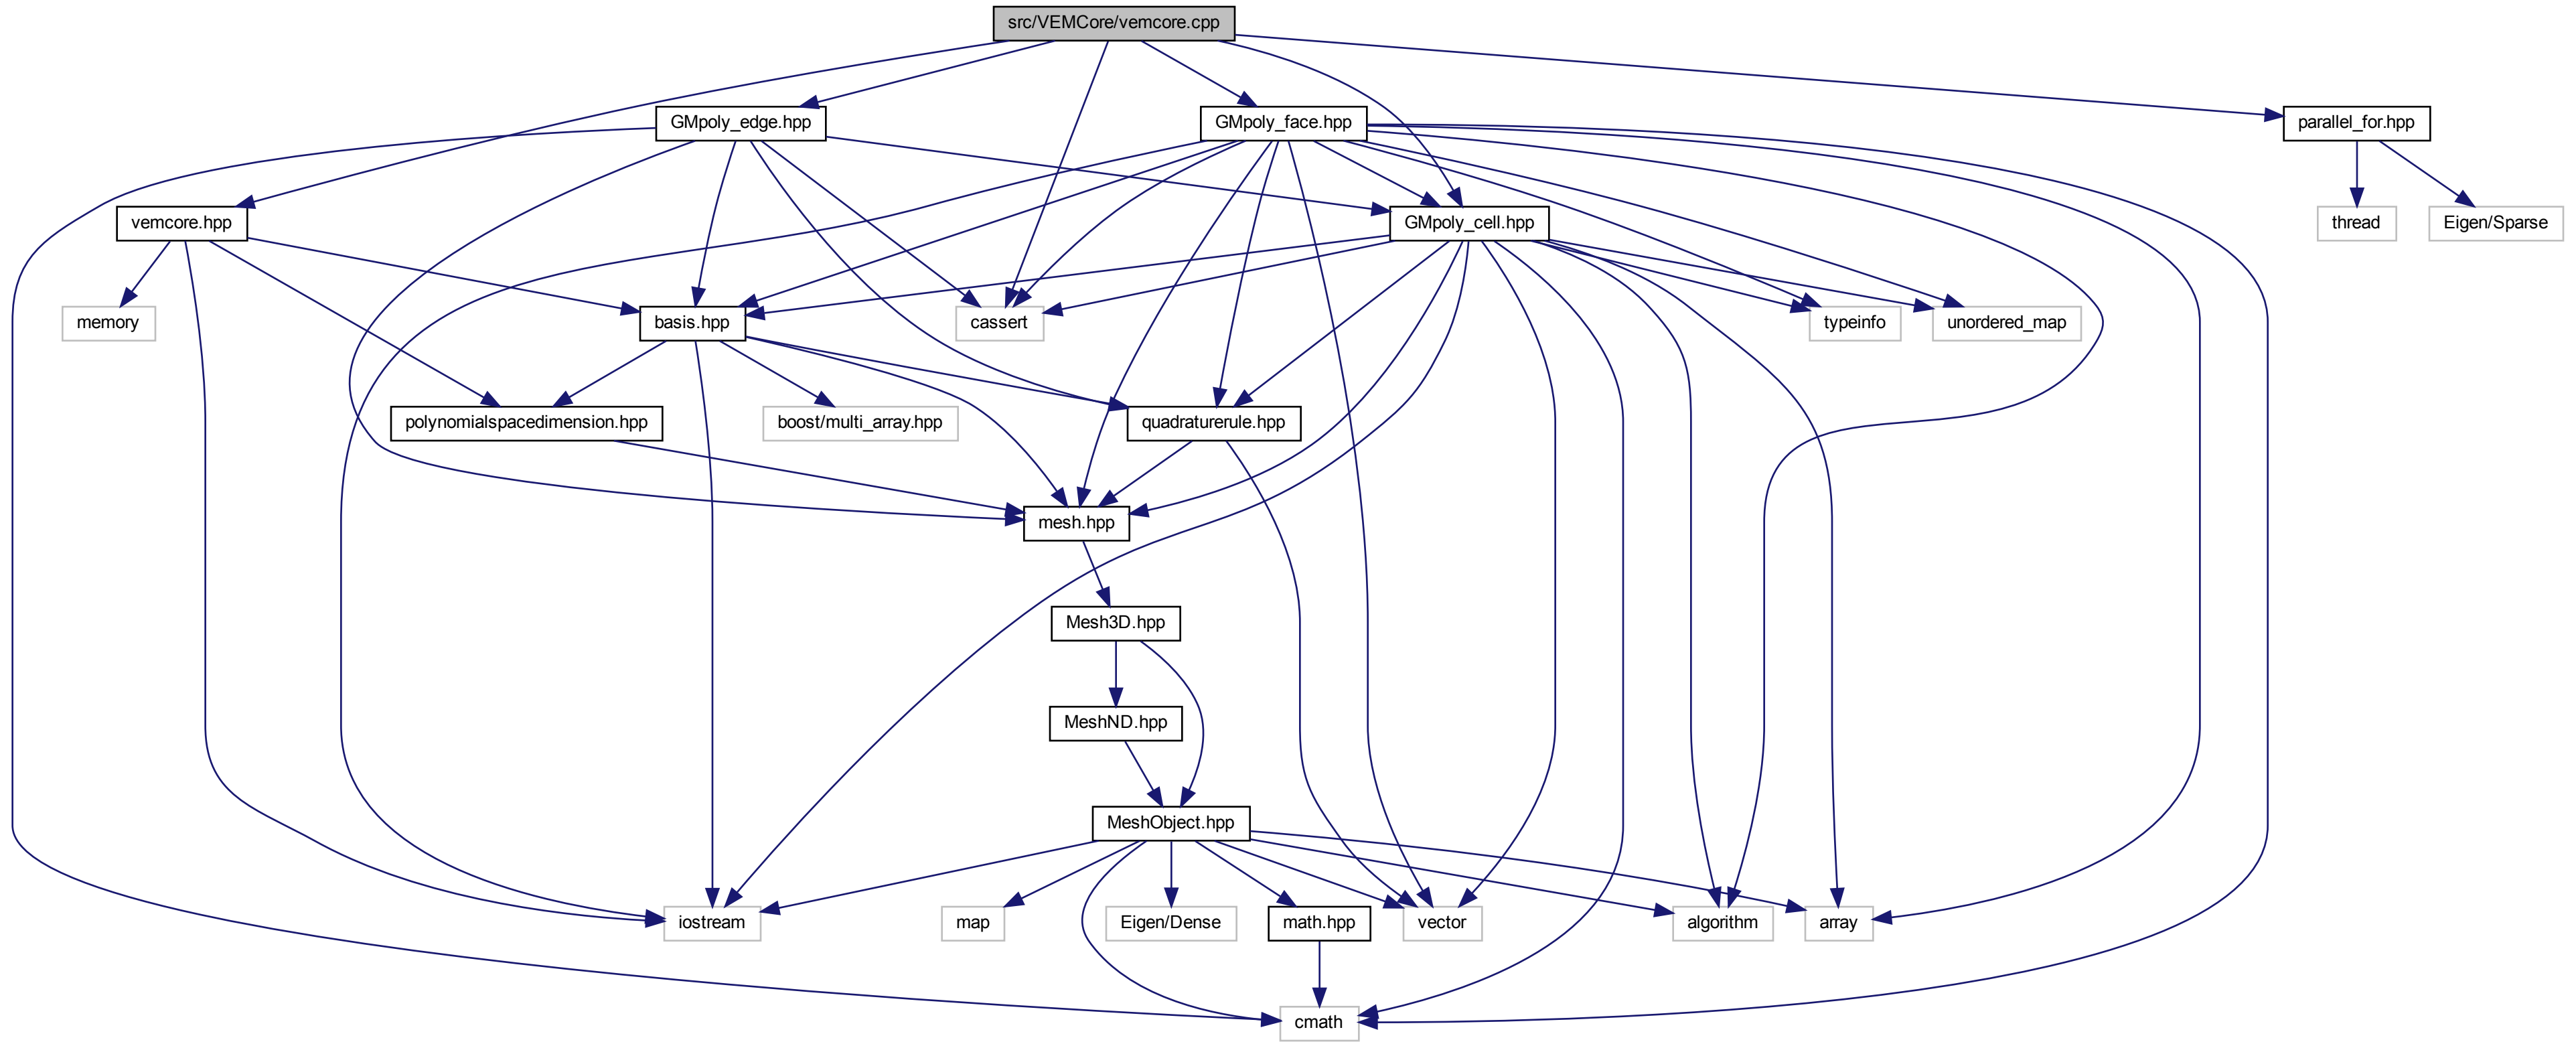 src/VEMCore/vemcore.cpp
GMpoly_edge.hpp
GMpoly_face.hpp
parallel_for.hpp
vemcore.hpp
GMpoly_cell.hpp
thread
Eigen/Sparse
memory
basis.hpp
cassert
typeinfo
unordered_map
polynomialspacedimension.hpp
boost/multi_array.hpp
quadraturerule.hpp
mesh.hpp
Mesh3D.hpp
MeshND.hpp
MeshObject.hpp
iostream
map
Eigen/Dense
math.hpp
vector
algorithm
array
cmath